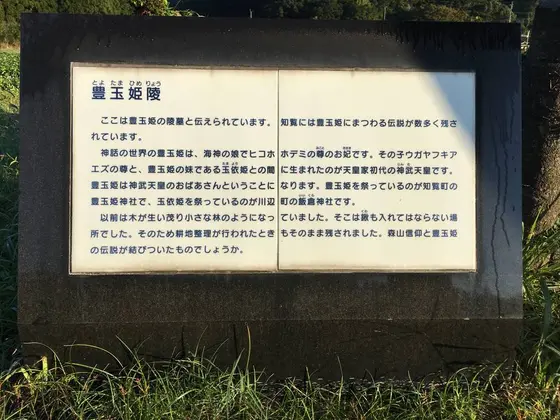 とよ たま ひめ りょう
豊玉姫陵
ここは豊玉姫の陵墓と伝えられています。知覧には豊玉姫にまつわる伝説が数多く残
されています。
神話の世界の豊玉姫は、海神の娘でヒコホホデミの尊のお妃です。その子ウガヤフキア
エズの尊と、豊玉姫の妹である玉依姫との間に生まれたのが天皇家初代の神武天皇です。
豊玉姫は神武天皇のおばあさんということになります。豊玉姫を祭っているのが知覧町の
豊玉姫神社で、玉依姫を祭っているのが川辺町の飯倉神社です。
以前は木が生い茂り小さな林のようになっていました。そこは鍬も入れてはならない場
所でした。そのため耕地整理が行われたときもそのまま残されました。森山信仰と豊玉姫
の伝説が結びついたものでしょうか。